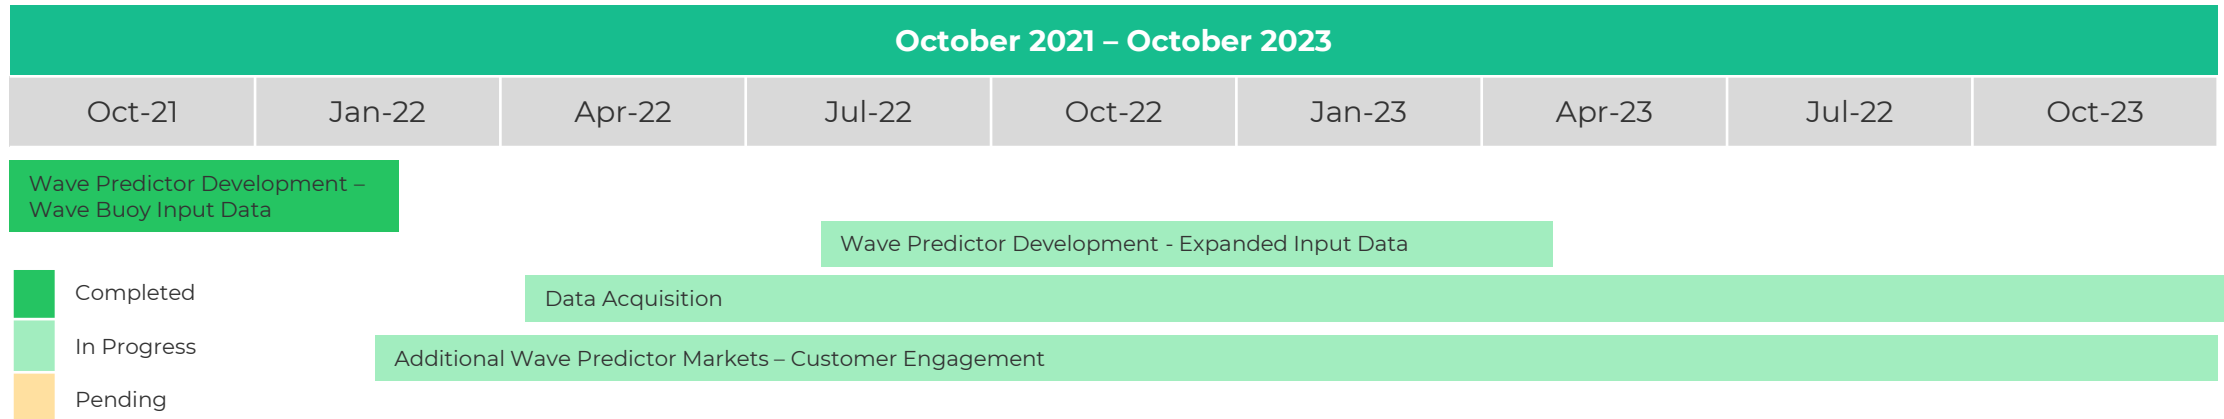 October 2021 – October 2023
Oct-21 Jan-22 Apr-22 Jul-22 Oct-22 Jan-23 Apr-23 Jul-22 Oct-23
Wave Predictor Development –
Wave Buoy Input Data
Wave Predictor Development - Expanded Input Data
Completed
Data Acquisition
In Progress
Additional Wave Predictor Markets – Customer Engagement
Pending